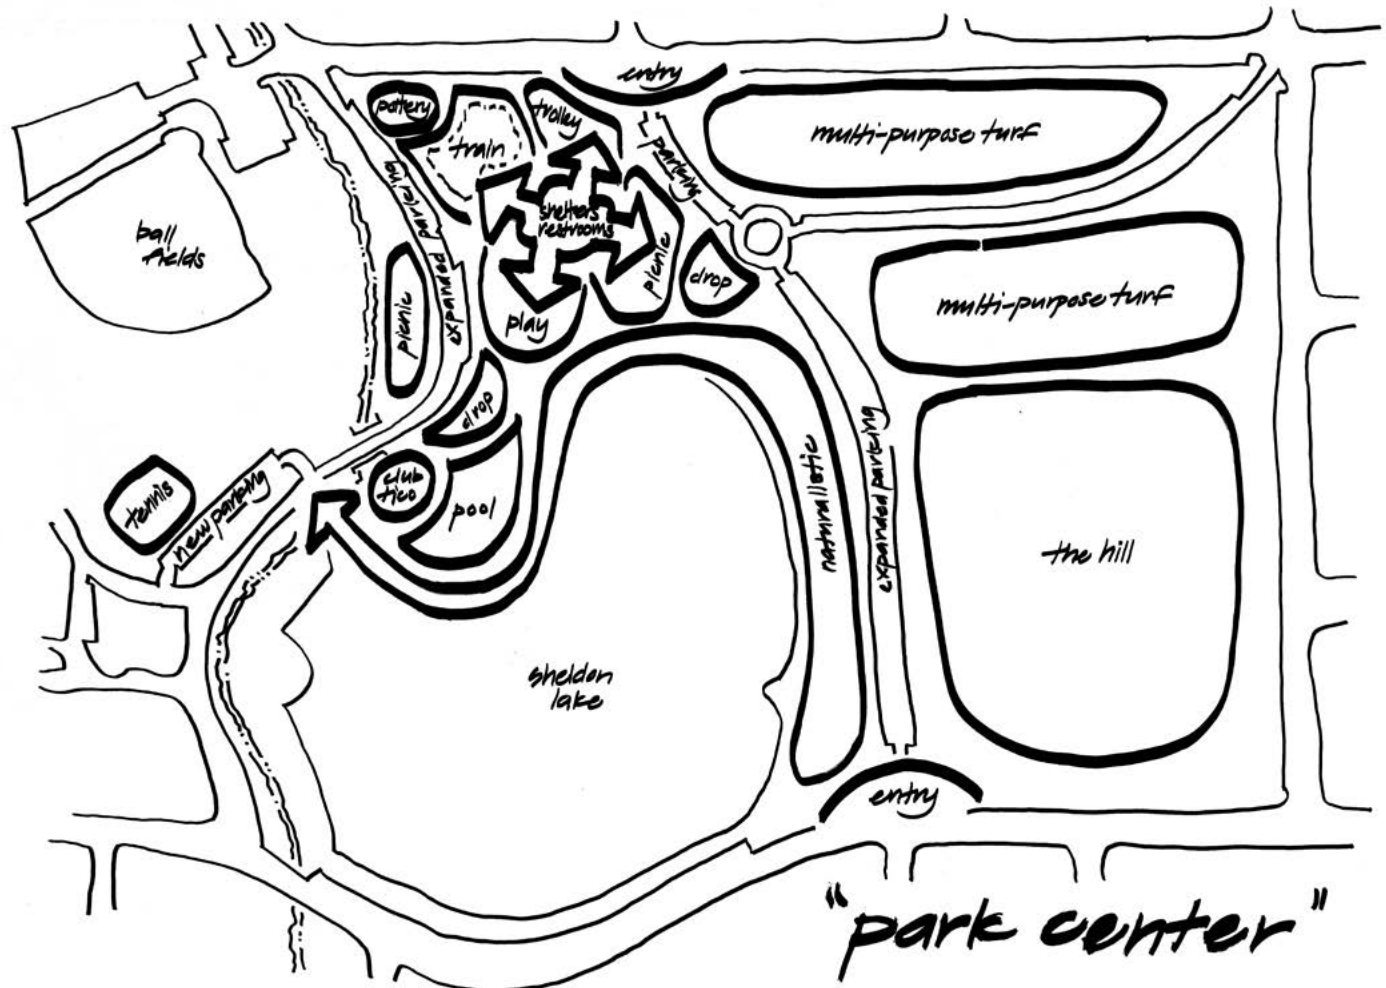 entry
pottery
trolley
train
multi-purpose turf
parking
expanded parking
shelters
restrooms
ball
fields
picnic
drop
multi-purpose turf
picnic
play
drop
naturalistic
expanded parking
club
tico
pool
tennis
new parking
the hill
sheldon
lake
entry
"park center"